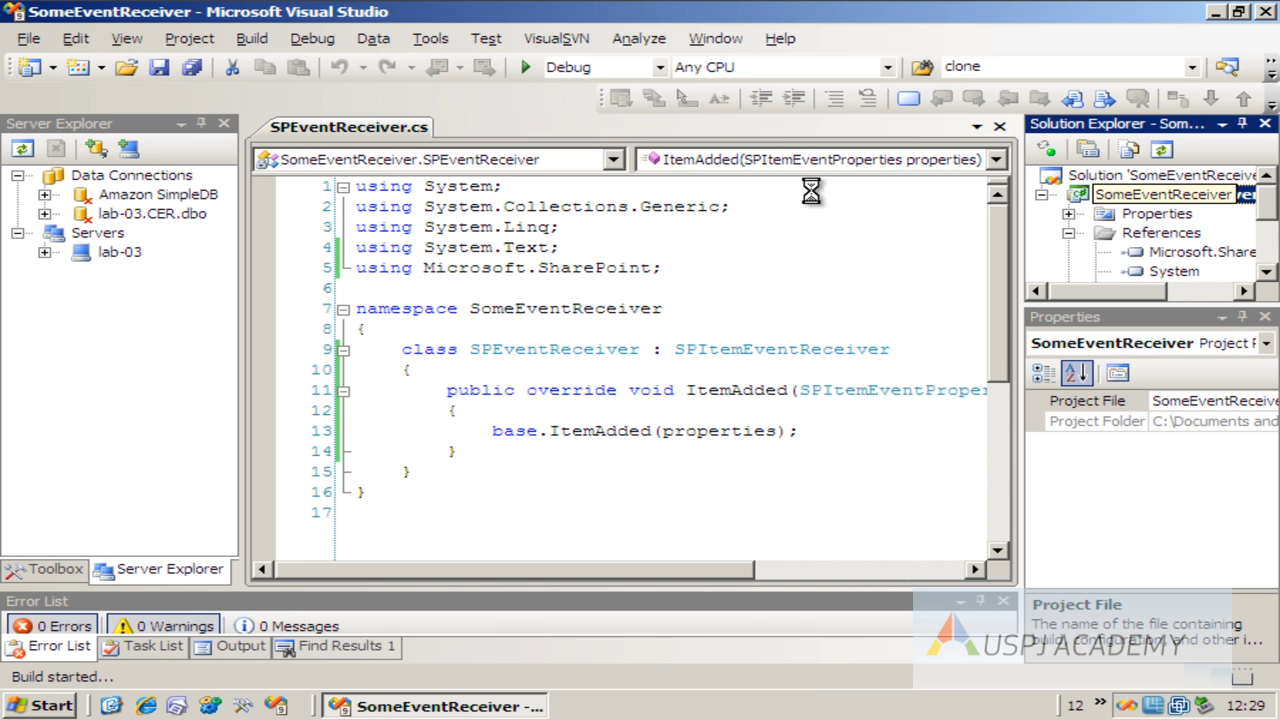 SomeEventReceiver - Microsoft Visual Studio
File Edit View Project Build Debug Data Tools Test VisualSVN Analyze Window Help
Debug Any CPU clone
Server Explorer
Data Connections
Amazon SimpleDB
lab-03.CER.dbo
Servers
lab-03
Toolbox Server Explorer
SPEventReceiver.cs
SomeEventReceiver.SPEventReceiver ItemAdded(SPItemEventProperties properties)
1 using System;
2 using System.Collections.Generic;
3 using System.Linq;
4 using System.Text;
5 using Microsoft.SharePoint;
6
7 namespace SomeEventReceiver
8 {
9 class SPEventReceiver : SPItemEventReceiver
10 {
11 public override void ItemAdded(SPItemEventProper
12 {
13 base.ItemAdded(properties);
14 }
15 }
16 }
17
Solution Explorer - Som...
Solution 'SomeEventReceive
SomeEventReceiver
Properties
References
Microsoft.Share
System
Properties
SomeEventReceiver Project F
Project File SomeEventReceive
Project Folder C:\Documents and
Project File
The name of the file containing
build, configuration, and other i...
Error List
0 Errors 0 Warnings 0 Messages
Error List Task List Output Find Results 1
USPJ ACADEMY
Build started...
Start SomeEventReceiver -... 12 » 12:29